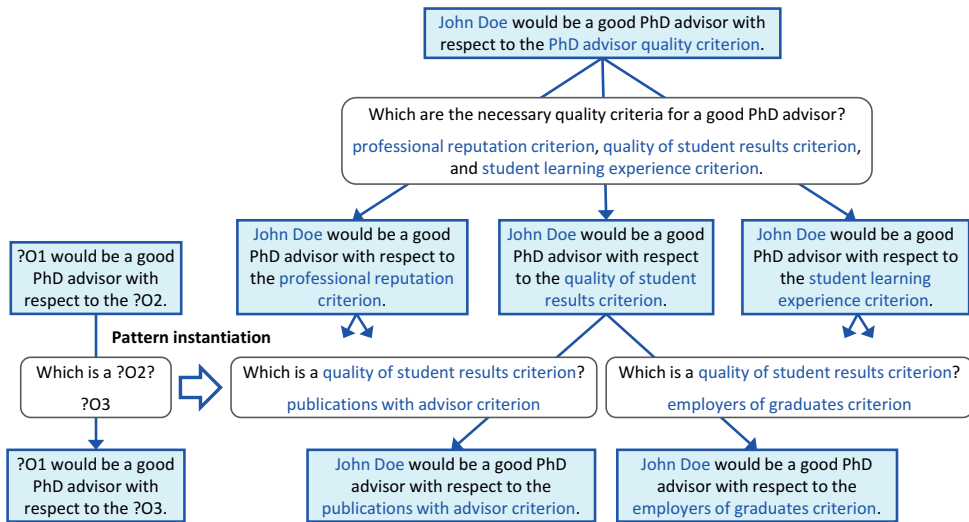 John Doe would be a good PhD advisor with
respect to the PhD advisor quality criterion.
Which are the necessary quality criteria for a good PhD advisor?
professional reputation criterion, quality of student results criterion,
and student learning experience criterion.
John Doe would be a good
PhD advisor with respect to
the professional reputation
criterion.
John Doe would be a good
PhD advisor with respect
to the quality of student
results criterion.
John Doe would be a good
PhD advisor with respect to
the student learning
experience criterion.
?O1 would be a good
PhD advisor with
respect to the ?O2.
Pattern instantiation
Which is a ?O2?
?O3
Which is a quality of student results criterion?
publications with advisor criterion
Which is a quality of student results criterion?
employers of graduates criterion
?O1 would be a good
PhD advisor with
respect to the ?O3.
John Doe would be a good PhD
advisor with respect to the
publications with advisor criterion.
John Doe would be a good PhD
advisor with respect to the
employers of graduates criterion.